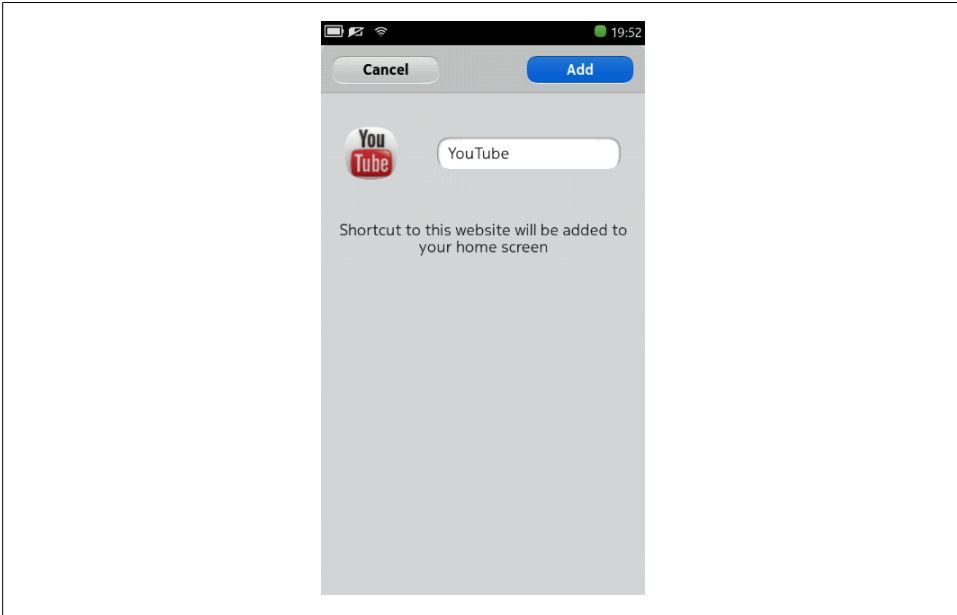 19:52
Cancel
Add
You
Tube
YouTube
Shortcut to this website will be added to
your home screen